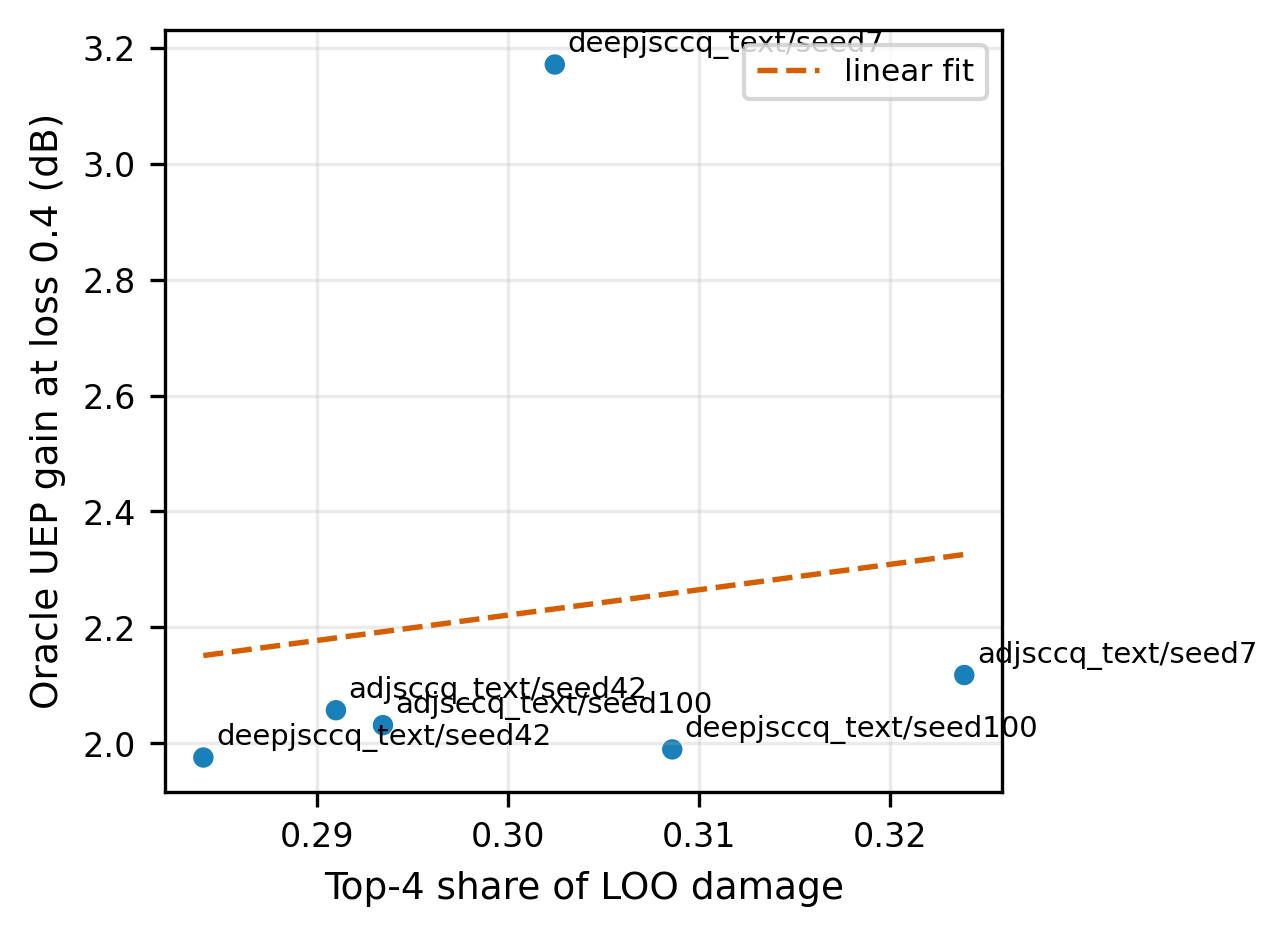 deepjsccq_text/seed7
linear fit
3.2
3.0
2.8
2.6
2.4
2.2
2.0
Oracle UEP gain at loss 0.4 (dB)
adjsccq_text/seed7
adjsccq_text/seed42
adjsccq_text/seed100
deepjsccq_text/seed100
deepjsccq_text/seed42
0.29 0.30 0.31 0.32
Top-4 share of LOO damage